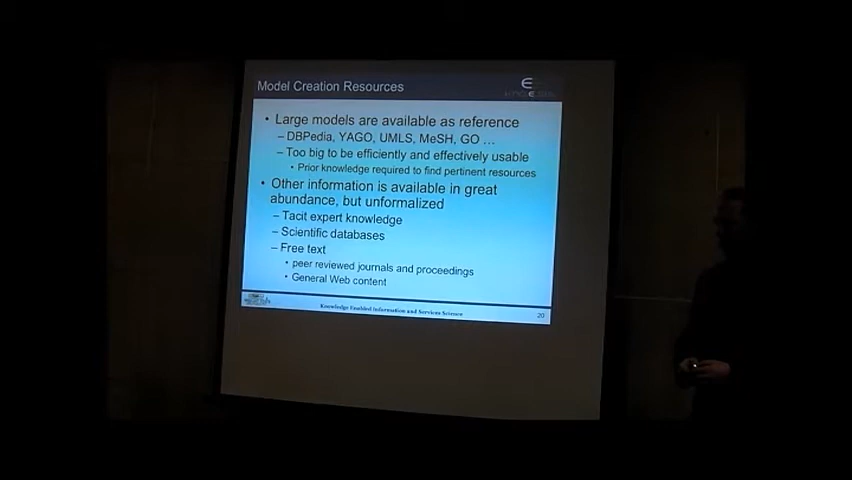 Model Creation Resources
• Large models are available as reference
– DBPedia, YAGO, UMLS, MeSH, GO ...
– Too big to be efficiently and effectively usable
• Prior knowledge required to find pertinent resources
• Other information is available in great
abundance, but unformalized
– Tacit expert knowledge
– Scientific databases
– Free text
• peer reviewed journals and proceedings
• General Web content
Knowledge Enabled Information and Services Science
20